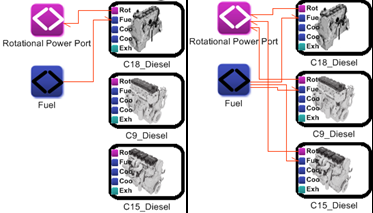 Rot
Fue
Coo
Coo
Exh
Rotational Power Port
C18_Diesel
Fuel
Rot
Fue
Coo
Coo
Exh
C9_Diesel
Rot
Fue
Coo
Coo
Exh
C15_Diesel
Rot
Fue
Coo
Coo
Exh
Rotational Power Port
C18_Diesel
Fuel
Rot
Fue
Coo
Coo
Exh
C9_Diesel
Rot
Fue
Coo
Coo
Exh
C15_Diesel